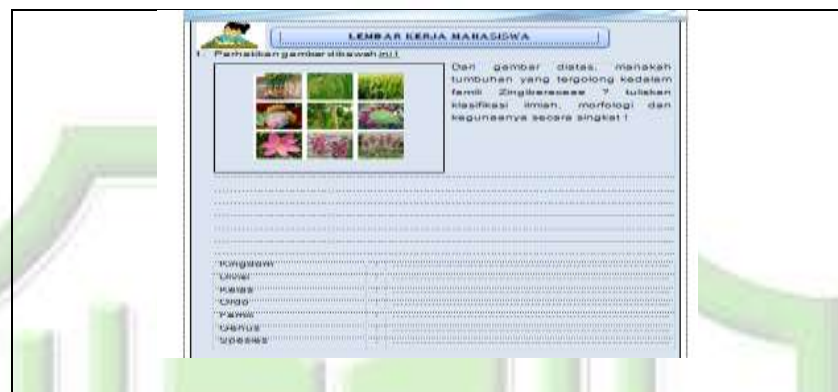 LEMBAR KERJA MAHASISWA
1. Perhatikan gambar dibawah ini !
Dari gambar diatas, manakah
tumbuhan yang tergolong kedalam
famili Zingiberaceae ? tuliskan
klasifikasi ilmiah, morfologi dan
kegunaanya secara singkat !
Kingdom :
Divisi :
Kelas :
Ordo :
Famili :
Genus :
Spesies :